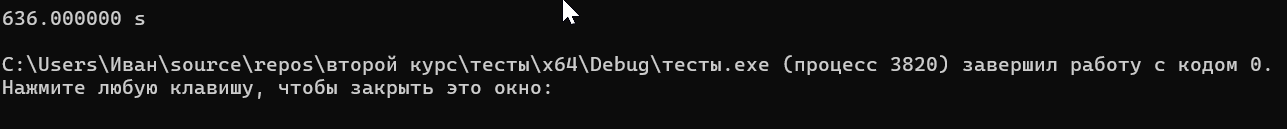 636.000000 s
C:\Users\Иван\source\repos\второй курс\тесты\x64\Debug\тесты.exe (процесс 3820) завершил работу с кодом 0.
Нажмите любую клавишу, чтобы закрыть это окно: